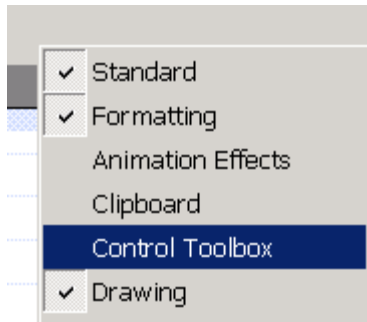 Standard
Formatting
Animation Effects
Clipboard
Control Toolbox
Drawing